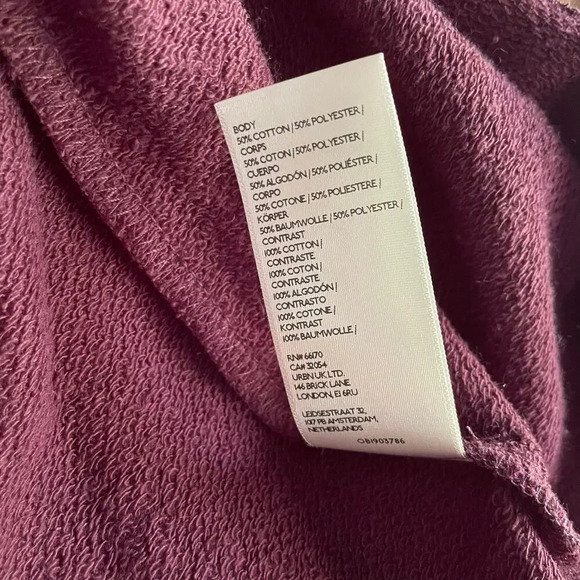 BODY
50% COTTON / 50% POLYESTER /
CORPS
50% COTON / 50% POLYESTER /
CUERPO
50% ALGODÓN / 50% POLIÉSTER /
CORPO
50% COTONE / 50% POLIESTERE /
KÖRPER
50% BAUMWOLLE / 50% POLYESTER /
CONTRAST
100% COTTON /
CONTRASTE
100% COTON /
CONTRASTE
100% ALGODÓN /
CONTRASTO
100% COTONE /
KONTRAST
100% BAUMWOLLE /
RN# 66170
CA# 32054
URBN UK LTD.
146 BRICK LANE
LONDON, E1 6RU
LEIDSESTRAAT 32,
1017 PB AMSTERDAM,
NETHERLANDS
OB1903786